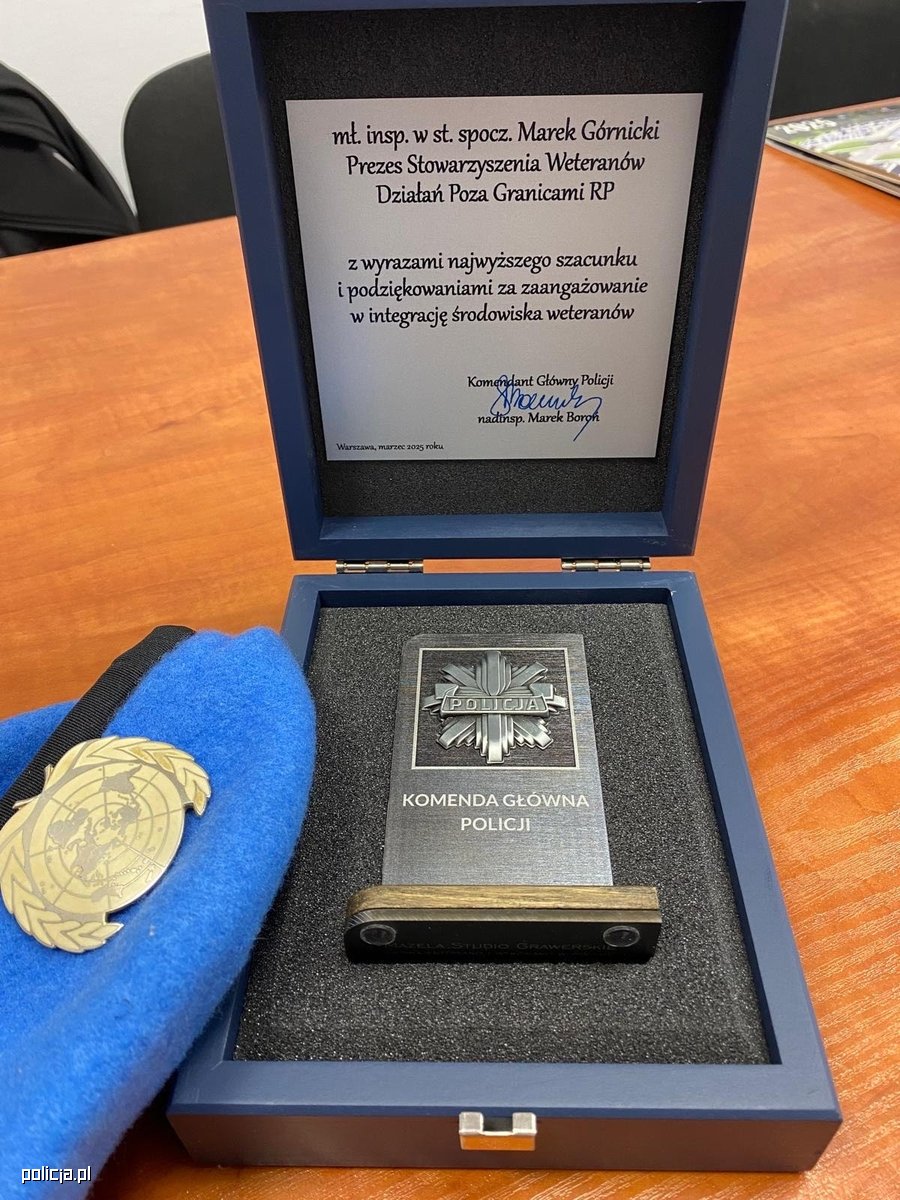 mł. insp. w st. spocz. Marek Górnicki
Prezes Stowarzyszenia Weteranów
Działań Poza Granicami RP
z wyrazami najwyższego szacunku
i podziękowaniami za zaangażowanie
w integrację środowiska weteranów
Komendant Główny Policji
nadinsp. Marek Boroń
Warszawa, marzec 2025 roku
POLICJA
KOMENDA GŁÓWNA
POLICJI
Studio Grawerskie
policja.pl